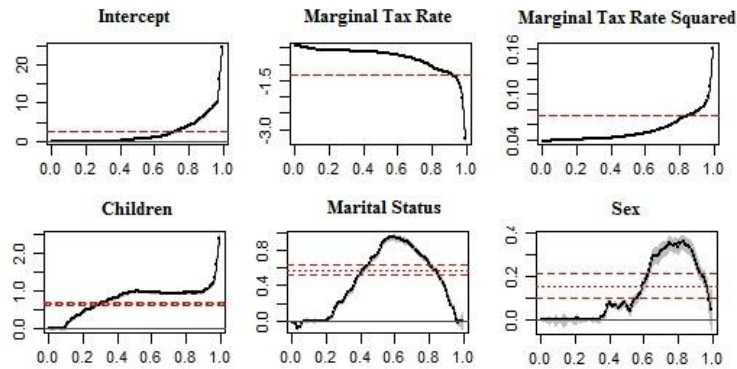 Intercept
Marginal Tax Rate
Marginal Tax Rate Squared
0 10 20
0.0 0.2 0.4 0.6 0.8 1.0
-3.0 -1.5
0.0 0.2 0.4 0.6 0.8 1.0
0.04 0.10 0.16
0.0 0.2 0.4 0.6 0.8 1.0
Children
Marital Status
Sex
0.0 1.0 2.0
0.0 0.2 0.4 0.6 0.8 1.0
0.0 0.4 0.8
0.0 0.2 0.4 0.6 0.8 1.0
0.0 0.2 0.4
0.0 0.2 0.4 0.6 0.8 1.0